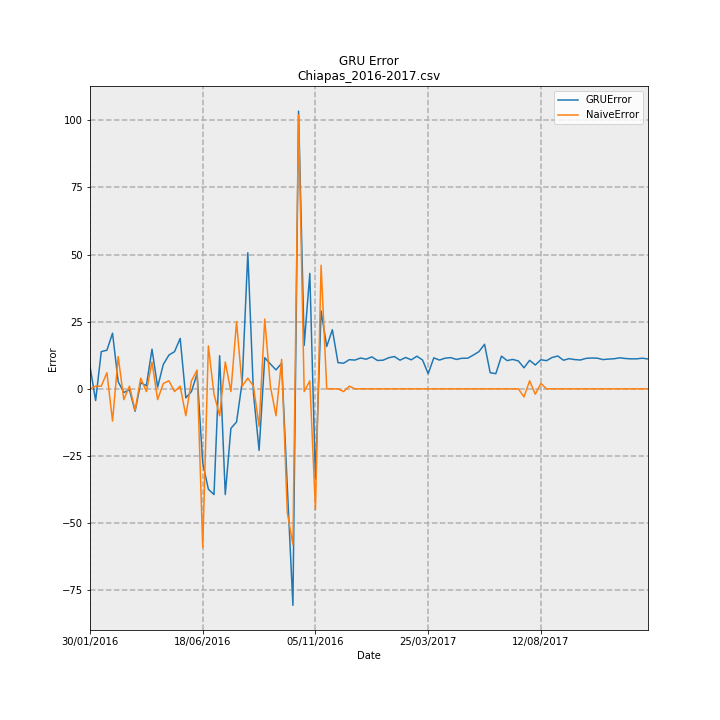 GRU Error
Chiapas_2016-2017.csv
GRUError
NaiveError
100
75
50
25
0
−25
−50
−75
Error
30/01/2016
18/06/2016
05/11/2016
25/03/2017
12/08/2017
Date